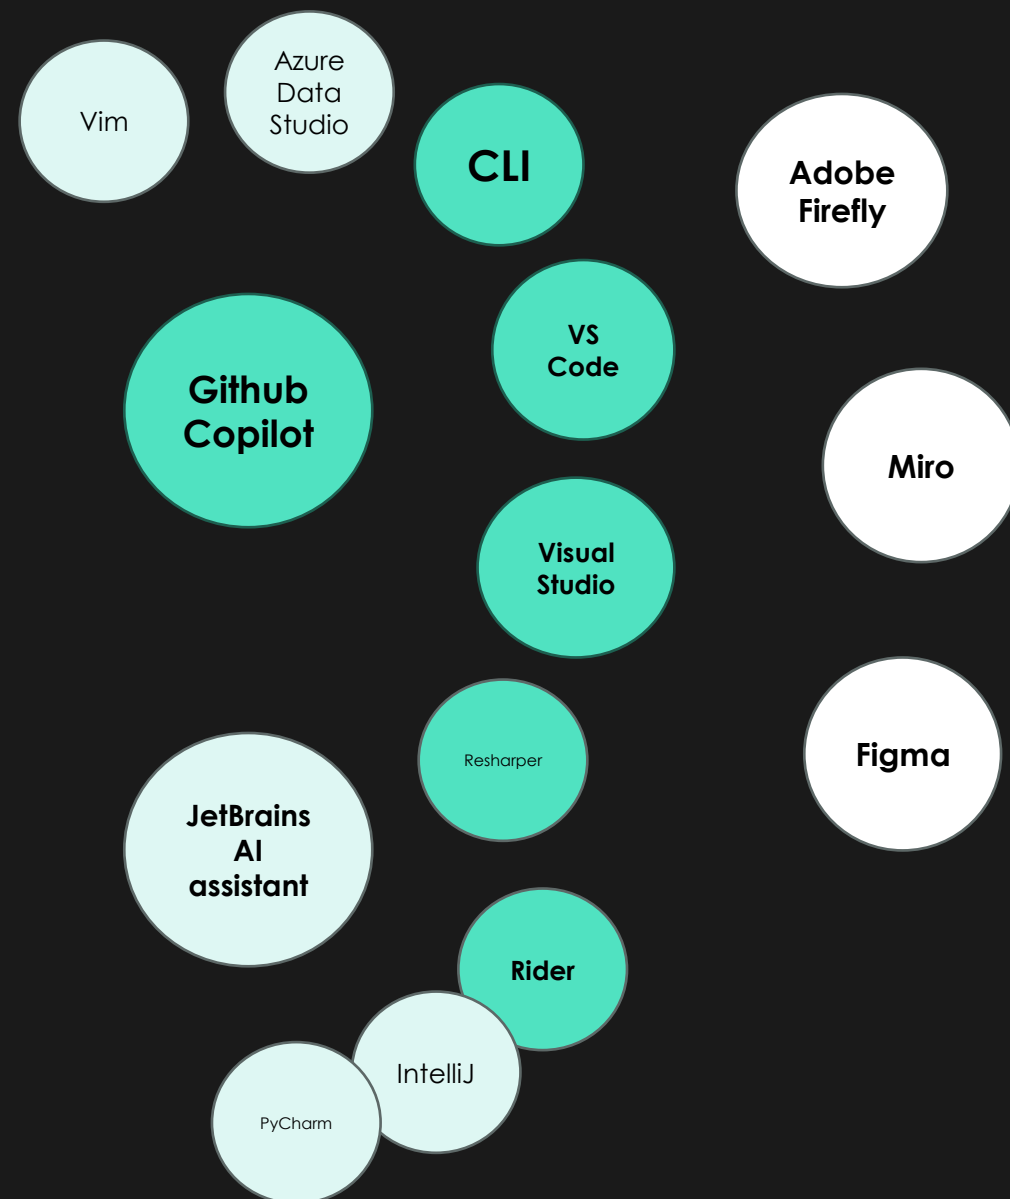 Vim
Azure
Data
Studio
CLI
Adobe
Firefly
VS
Code
Github
Copilot
Miro
Visual
Studio
Resharper
Figma
JetBrains
AI
assistant
Rider
IntelliJ
PyCharm